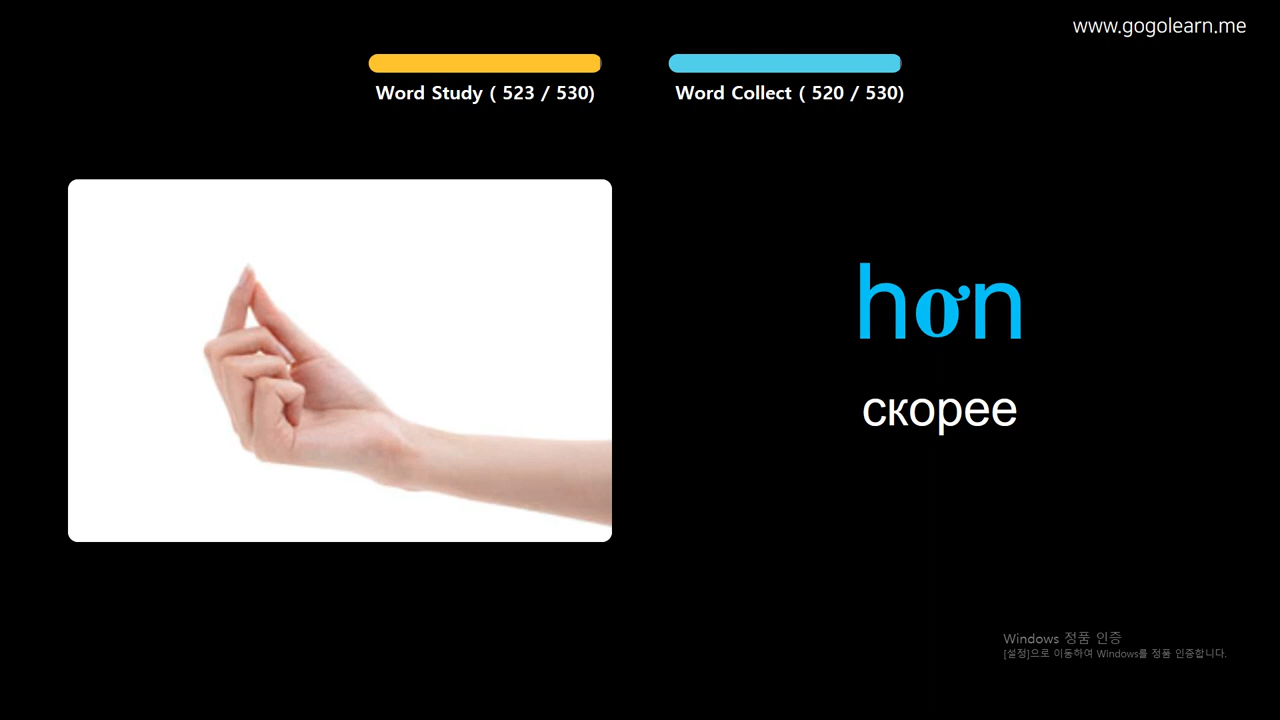 www.gogolearn.me
Word Study ( 523 / 530)
Word Collect ( 520 / 530)
hơn
скорее
Windows 정품 인증
[설정]으로 이동하여 Windows를 정품 인증합니다.